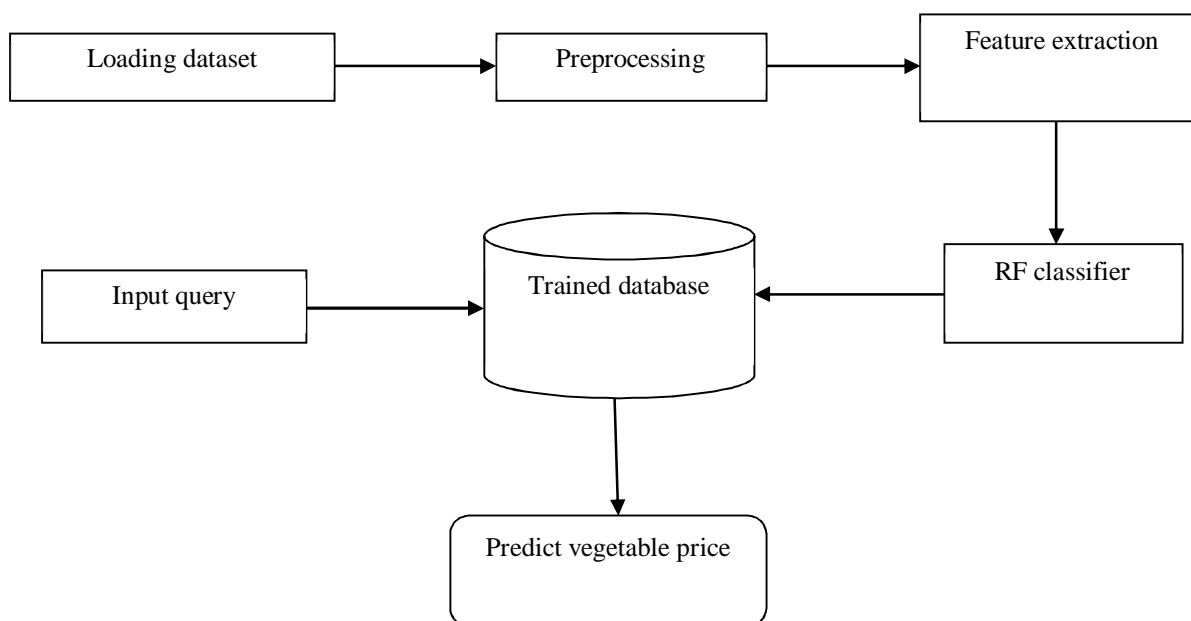 Loading dataset
Preprocessing
Feature extraction
Input query
Trained database
RF classifier
Predict vegetable price